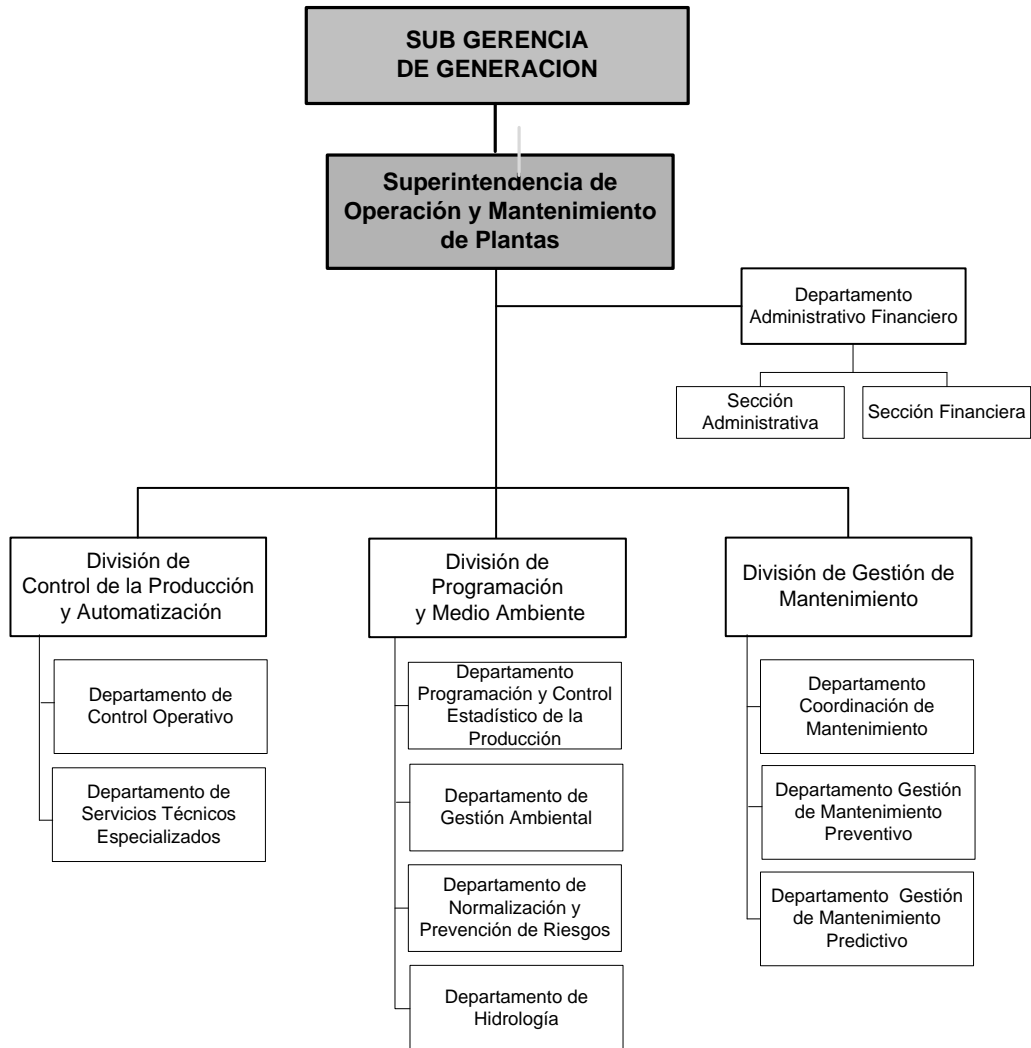 SUB GERENCIA
DE GENERACION
Superintendencia de
Operación y Mantenimiento
de Plantas
Departamento
Administrativo Financiero
Sección
Administrativa
Sección Financiera
División de
Control de la Producción
y Automatización
Departamento de
Control Operativo
Departamento de
Servicios Técnicos
Especializados
División de
Programación
y Medio Ambiente
Departamento
Programación y Control
Estadístico de la
Producción
Departamento de
Gestión Ambiental
Departamento de
Normalización y
Prevención de Riesgos
Departamento de
Hidrología
División de Gestión de
Mantenimiento
Departamento
Coordinación de
Mantenimiento
Departamento Gestión
de Mantenimiento
Preventivo
Departamento Gestión
de Mantenimiento
Predictivo